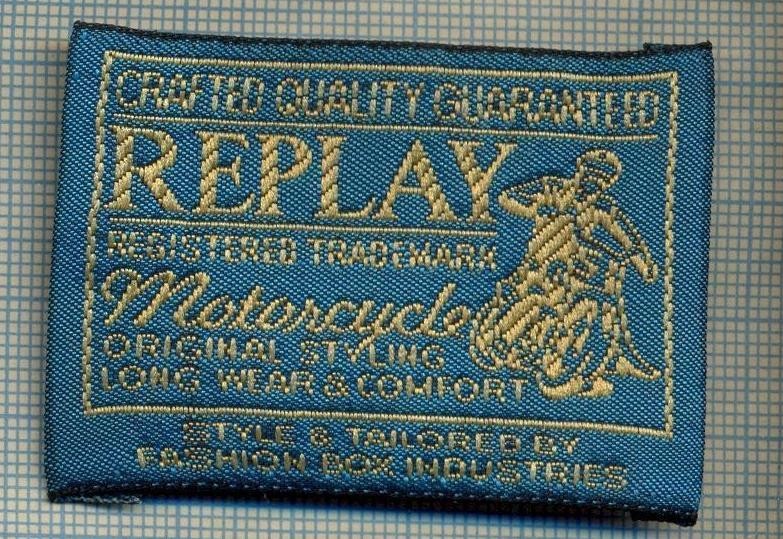 CRAFTED QUALITY GUARANTEED
REPLAY
REGISTERED TRADEMARK
Motorcycle
ORIGINAL STYLING
LONG WEAR & COMFORT
STYLE & TAILORED BY
FASHION BOX INDUSTRIES